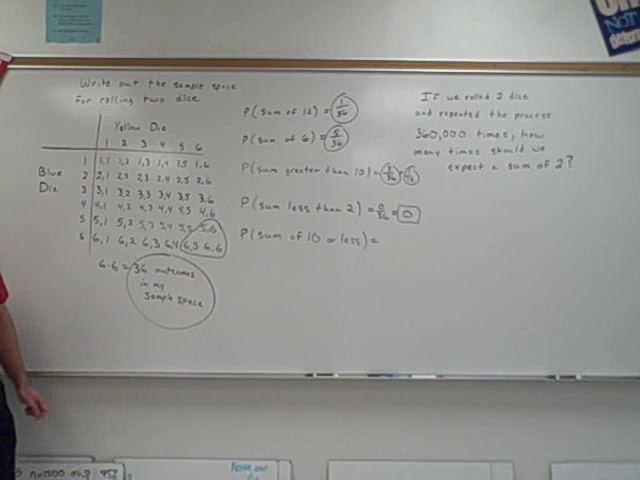 Write out the sample space
for rolling two dice
Yellow Die
1 2 3 4 5 6
Blue
Die
1 1,1 1,2 1,3 1,4 1,5 1,6
2 2,1 2,2 2,3 2,4 2,5 2,6
3 3,1 3,2 3,3 3,4 3,5 3,6
4 4,1 4,2 4,3 4,4 4,5 4,6
5 5,1 5,2 5,3 5,4 5,5 5,6
6 6,1 6,2 6,3 6,4 6,5 6,6
6·6 = 36 outcomes
in my
sample space
P(sum of 12) = 1/36
P(sum of 6) = 5/36
P(sum greater than 10) =
P(sum less than 2) = 0/36 = 0
P(sum of 10 or less) =
If we rolled 2 dice
and repeated the process
360,000 times, how
many times should we
expect a sum of 2?
NOT